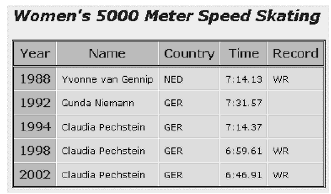 Women's 5000 Meter Speed Skating
Year Name Country Time Record
1988 Yvonne van Gennip NED 7:14.13 WR
1992 Gunda Niemann GER 7:31.57
1994 Claudia Pechstein GER 7:14.37
1998 Claudia Pechstein GER 6:59.61 WR
2002 Claudia Pechstein GER 6:46.91 WR